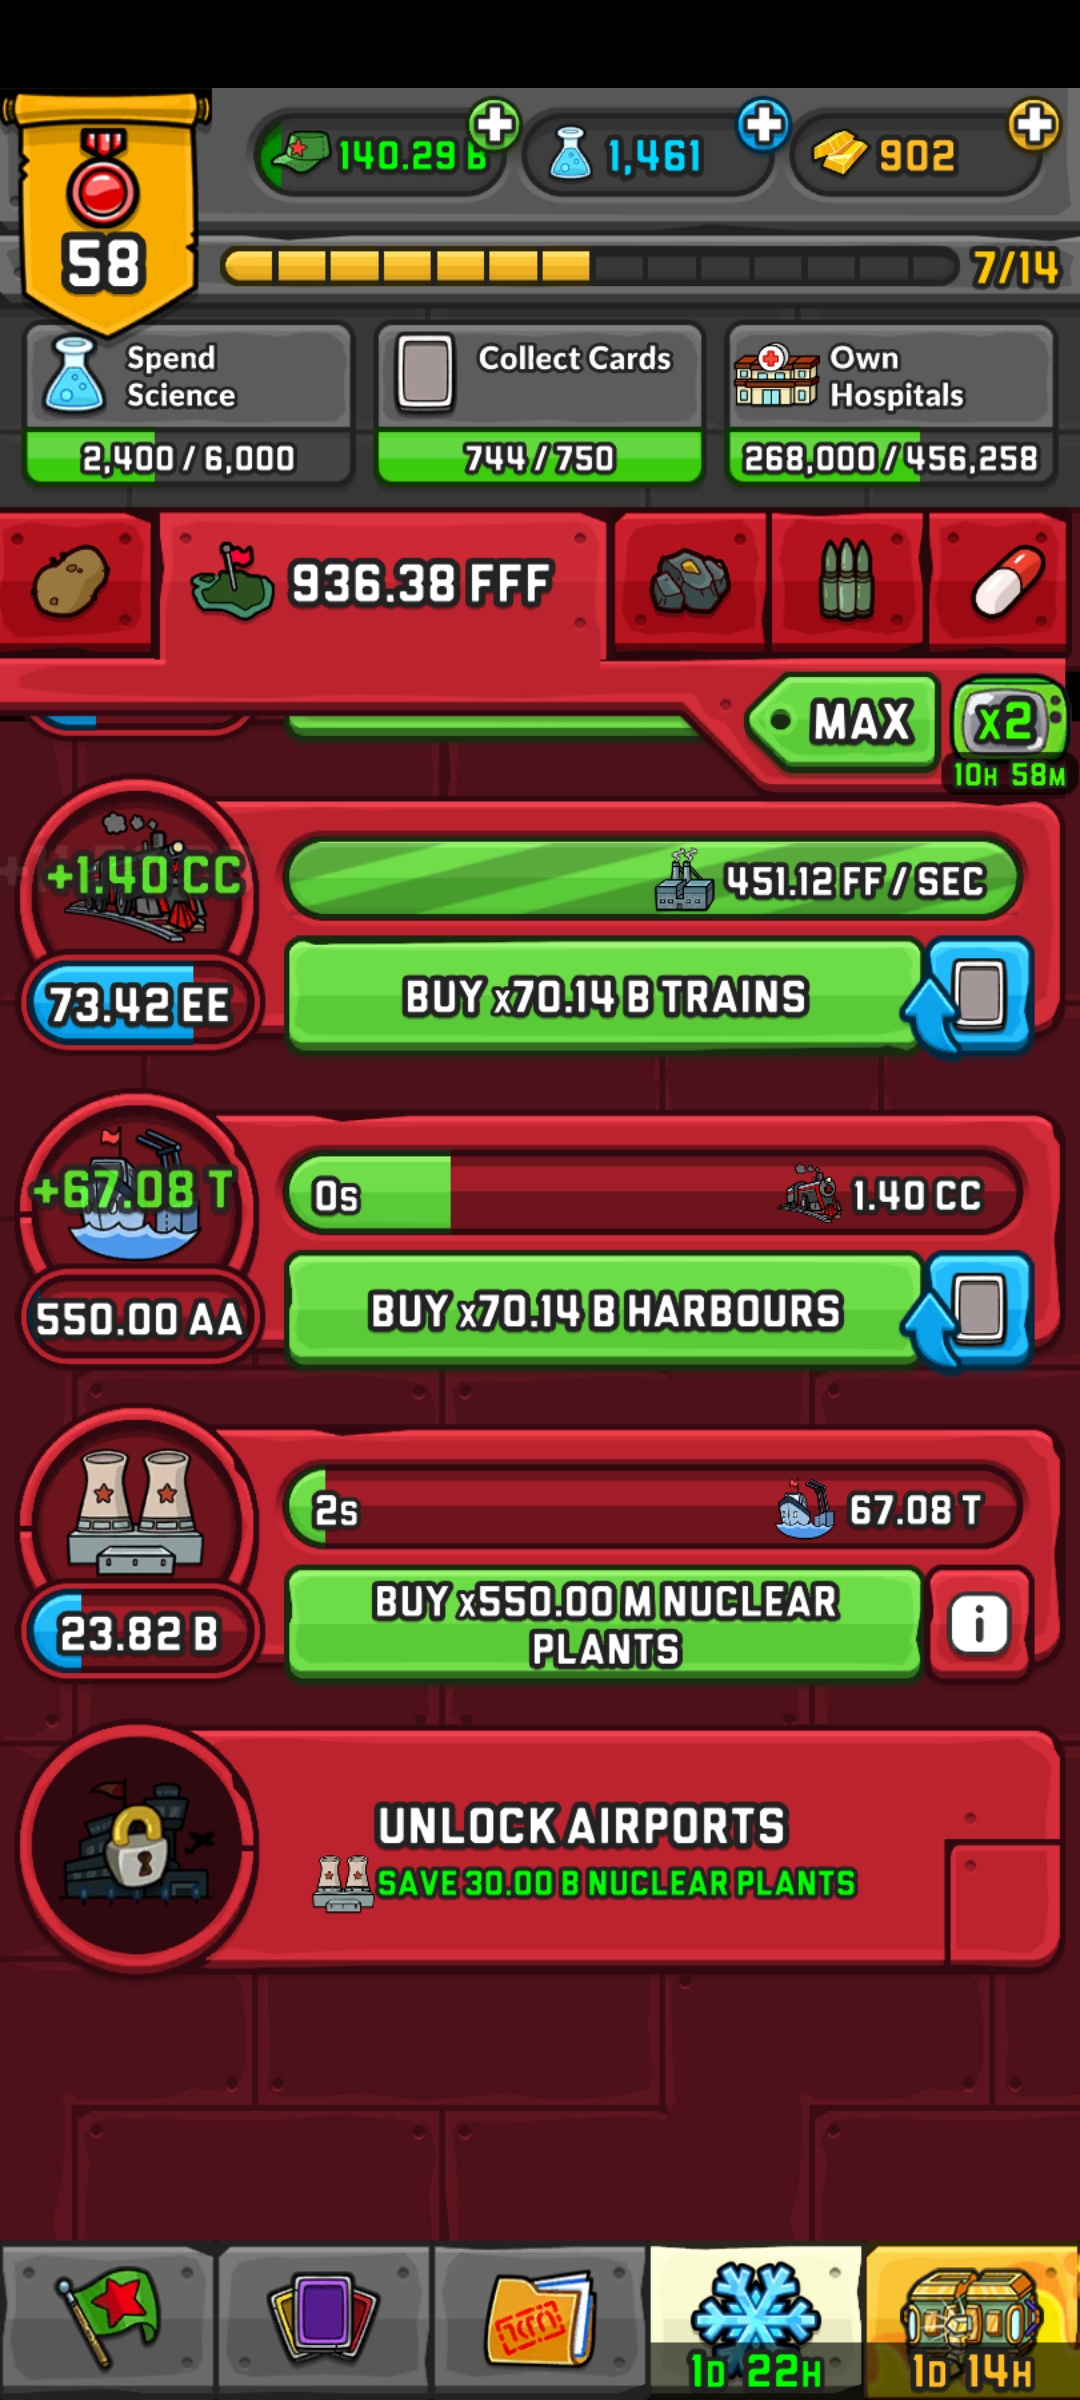 58
140.29 B
1,461
902
7/14
Spend
Science
2,400 / 6,000
Collect Cards
744 / 750
Own
Hospitals
268,000 / 456,258
936.38 FFF
MAX
x2
10H 58M
+1.40 CC
451.12 FF / SEC
73.42 EE
BUY x70.14 B TRAINS
+67.08 T
0s
1.40 CC
550.00 AA
BUY x70.14 B HARBOURS
2s
67.08 T
23.82 B
BUY x550.00 M NUCLEAR
PLANTS
i
UNLOCK AIRPORTS
SAVE 30.00 B NUCLEAR PLANTS
1D 22H
1D 14H